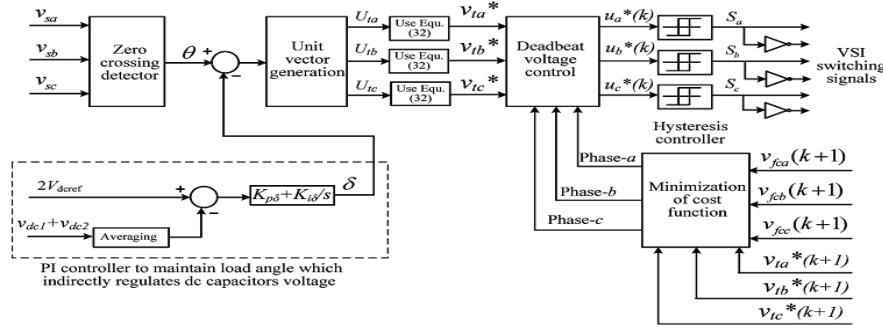 v_sa
v_sb
v_sc
Zero
crossing
detector
θ
+
−
Unit
vector
generation
U_ta
U_tb
U_tc
Use Equ.
(32)
Use Equ.
(32)
Use Equ.
(32)
v_ta*
v_tb*
v_tc*
Deadbeat
voltage
control
u_a*(k)
u_b*(k)
u_c*(k)
S_a
S_b
S_c
VSI
switching
signals
Hysteresis
controller
2V_dcref
+
−
v_dc1+v_dc2
Averaging
K_pδ+K_iδ/s
δ
PI controller to maintain load angle which
indirectly regulates dc capacitors voltage
Phase-a
Phase-b
Phase-c
Minimization
of cost
function
v_fca(k+1)
v_fcb(k+1)
v_fcc(k+1)
v_ta*(k+1)
v_tb*(k+1)
v_tc*(k+1)